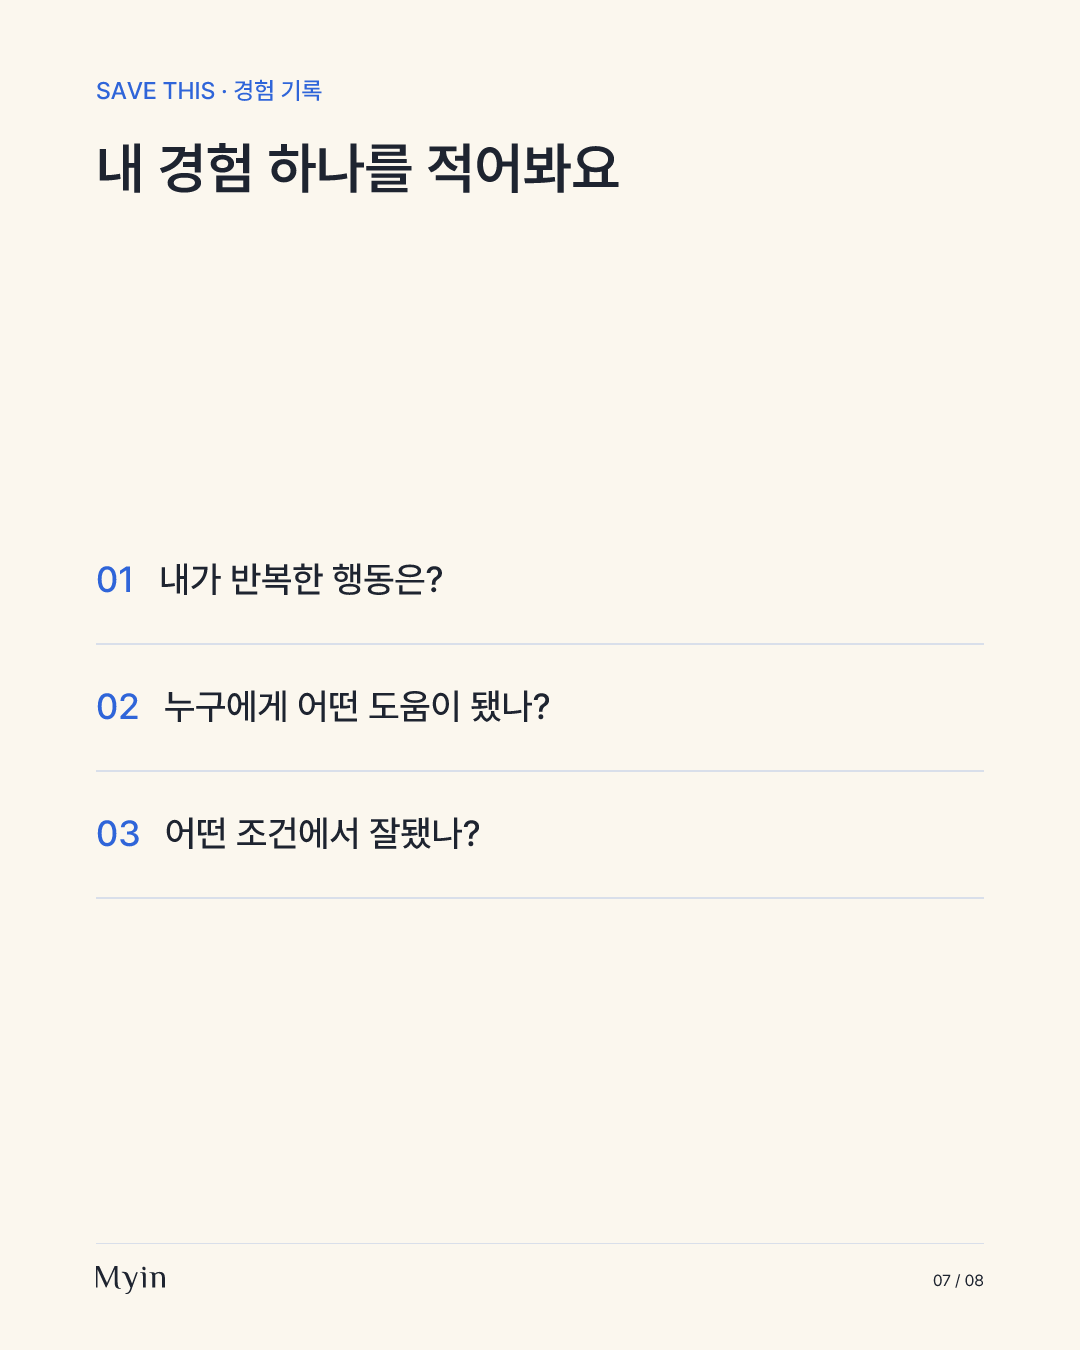 SAVE THIS · 경험 기록
내 경험 하나를 적어봐요
01 내가 반복한 행동은?
02 누구에게 어떤 도움이 됐나?
03 어떤 조건에서 잘됐나?
Myin
07 / 08